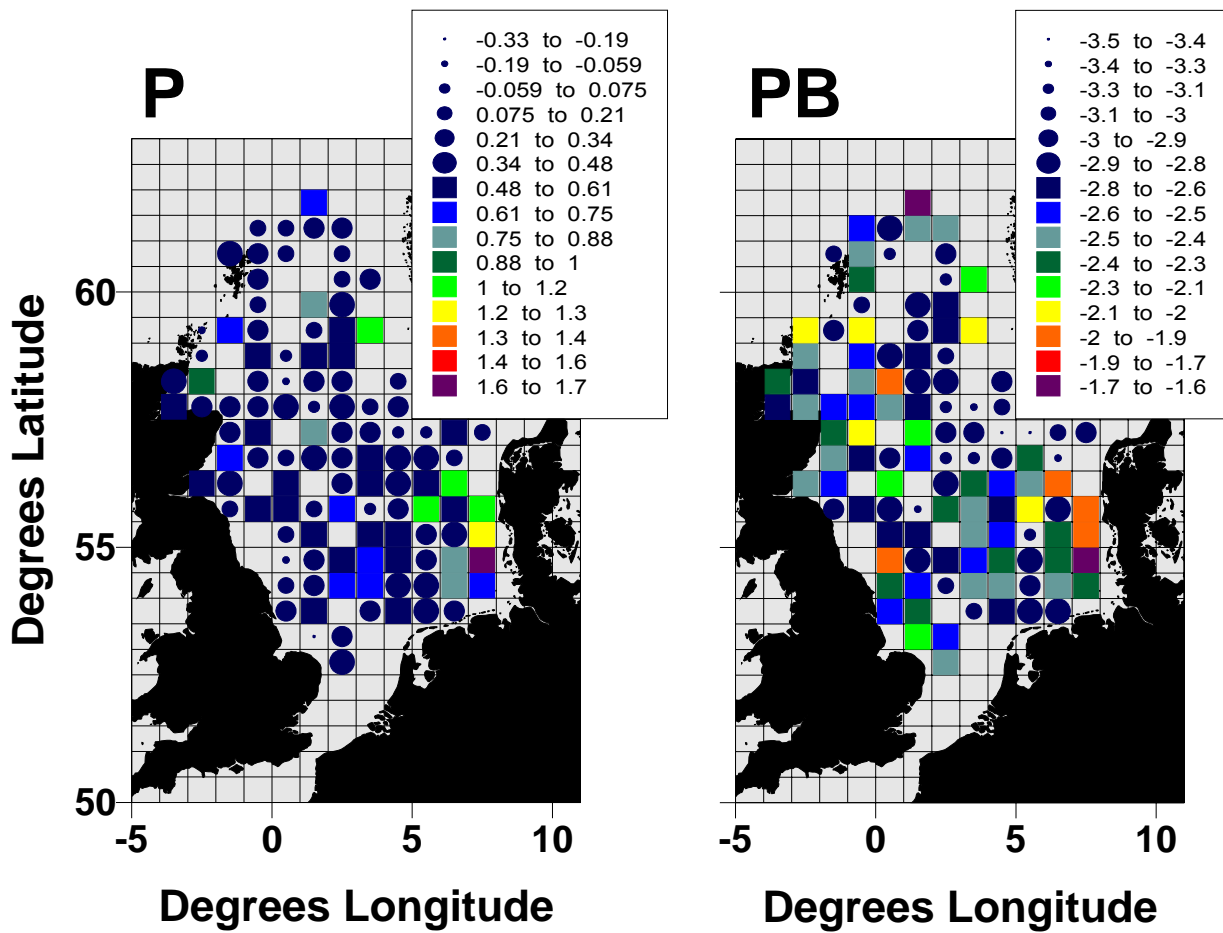 P
-0.33 to -0.19
-0.19 to -0.059
-0.059 to 0.075
0.075 to 0.21
0.21 to 0.34
0.34 to 0.48
0.48 to 0.61
0.61 to 0.75
0.75 to 0.88
0.88 to 1
1 to 1.2
1.2 to 1.3
1.3 to 1.4
1.4 to 1.6
1.6 to 1.7
PB
-3.5 to -3.4
-3.4 to -3.3
-3.3 to -3.1
-3.1 to -3
-3 to -2.9
-2.9 to -2.8
-2.8 to -2.6
-2.6 to -2.5
-2.5 to -2.4
-2.4 to -2.3
-2.3 to -2.1
-2.1 to -2
-2 to -1.9
-1.9 to -1.7
-1.7 to -1.6
Degrees Latitude
60
55
50
-5 0 5 10
-5 0 5 10
Degrees Longitude
Degrees Longitude